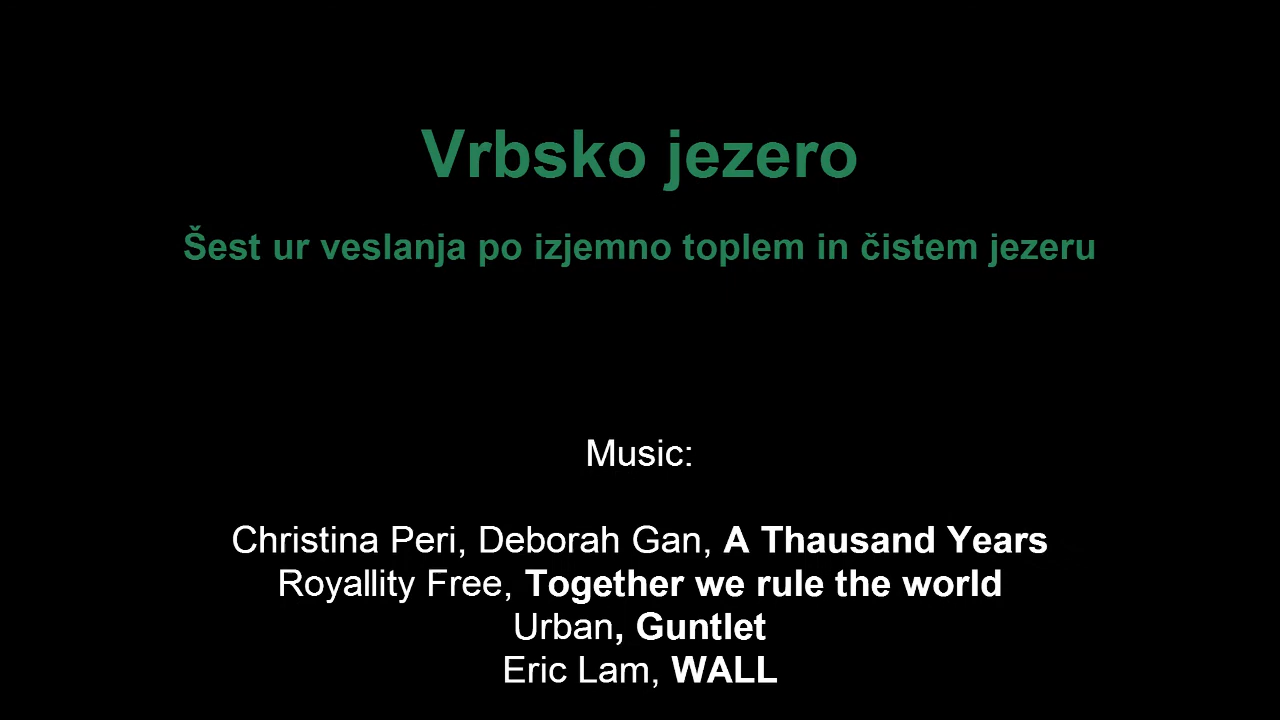 Vrbsko jezero
Šest ur veslanja po izjemno toplem in čistem jezeru
Music:
Christina Peri, Deborah Gan, A Thausand Years
Royallity Free, Together we rule the world
Urban, Guntlet
Eric Lam, WALL